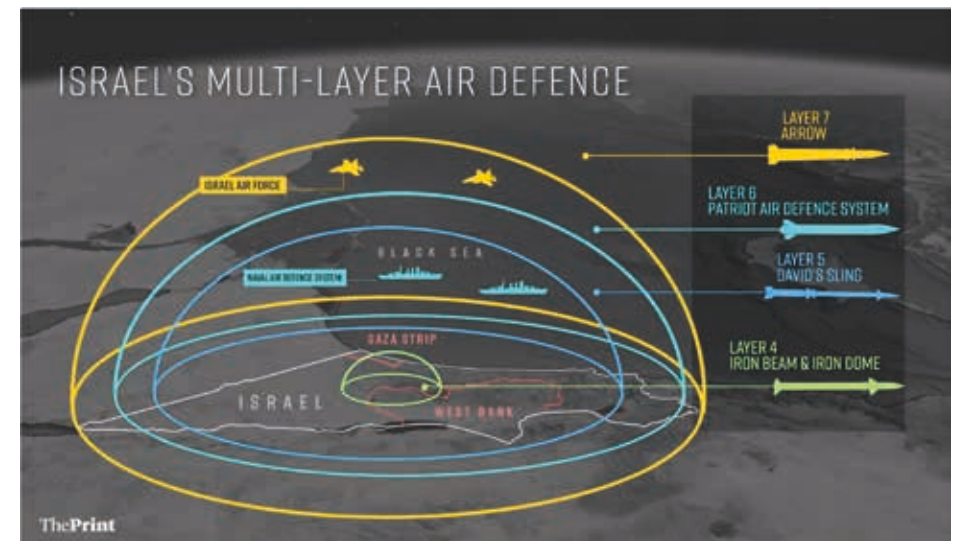 ISRAEL'S MULTI-LAYER AIR DEFENCE
LAYER 7
ARROW
ISRAEL AIR FORCE
LAYER 6
PATRIOT AIR DEFENCE SYSTEM
BLACK SEA
LAYER 5
DAVID'S SLING
NAVAL AIR DEFENCE SYSTEM
GAZA STRIP
LAYER 4
IRON BEAM & IRON DOME
ISRAEL
WEST BANK
ThePrint